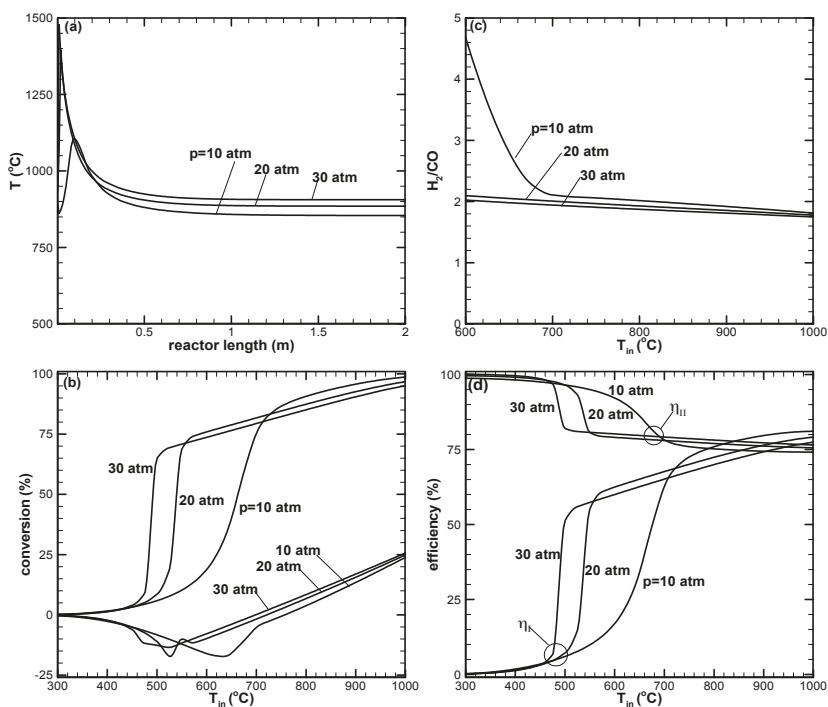 (a)
1500
1250
1000
750
500
T (°C)
p=10 atm
20 atm
30 atm
0.5
1
1.5
2
reactor length (m)
(c)
5
4
3
2
1
0
H2/CO
p=10 atm
20 atm
30 atm
600
700
800
900
1000
Tin (°C)
(b)
100
75
50
25
0
-25
conversion (%)
30 atm
20 atm
p=10 atm
10 atm
20 atm
30 atm
300
400
500
600
700
800
900
1000
Tin (°C)
(d)
100
75
50
25
0
efficiency (%)
10 atm
ηII
30 atm
20 atm
30 atm
20 atm
p=10 atm
ηI
300
400
500
600
700
800
900
1000
Tin (°C)